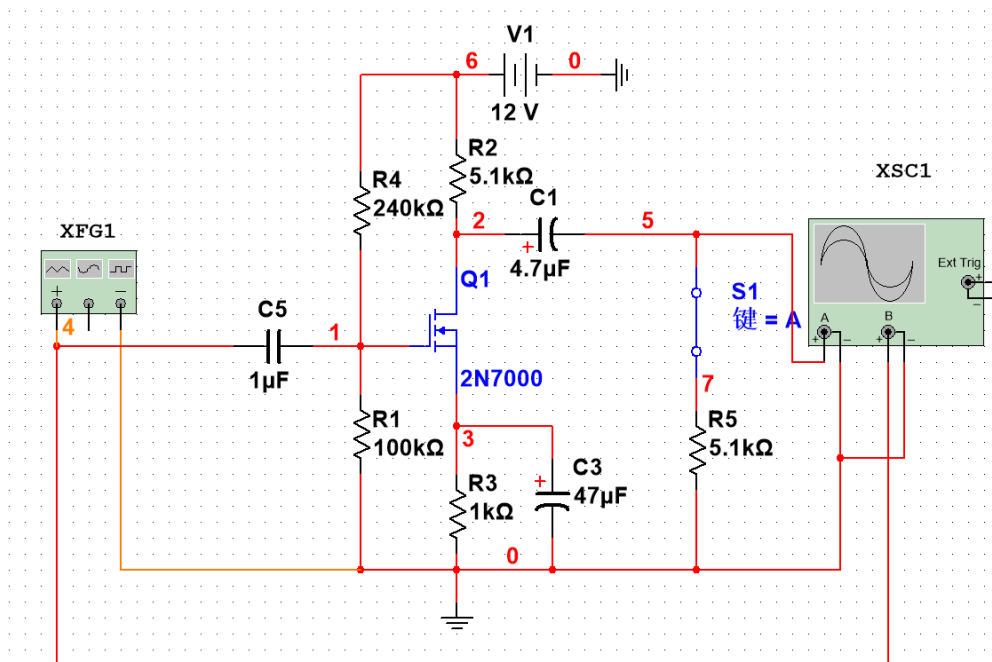 V1
6
0
12 V
R2
5.1kΩ
XSC1
R4
240kΩ
C1
2
5
+
4.7µF
XFG1
Ext Trig
+
−
Q1
S1
键 = A
+
−
4
C5
1
1µF
A
B
+
−
+
−
2N7000
7
R1
100kΩ
R5
5.1kΩ
3
C3
+
47µF
R3
1kΩ
0